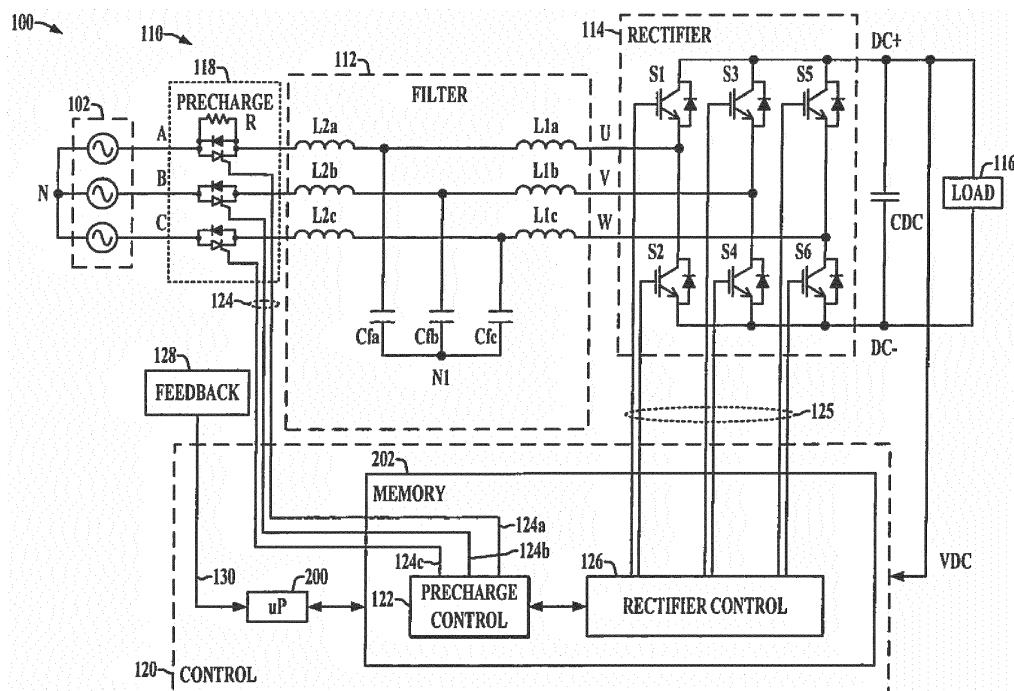 100
110
118
PRECHARGE
R
102
A
B
C
N
124
112
FILTER
L2a
L2b
L2c
L1a
L1b
L1c
U
V
W
Cfa
Cfb
Cfc
N1
114
RECTIFIER
S1
S3
S5
S2
S4
S6
DC+
DC-
CDC
116
LOAD
128
FEEDBACK
125
202
MEMORY
124a
124b
124c
130
200
uP
122
PRECHARGE
CONTROL
126
RECTIFIER CONTROL
VDC
120
CONTROL